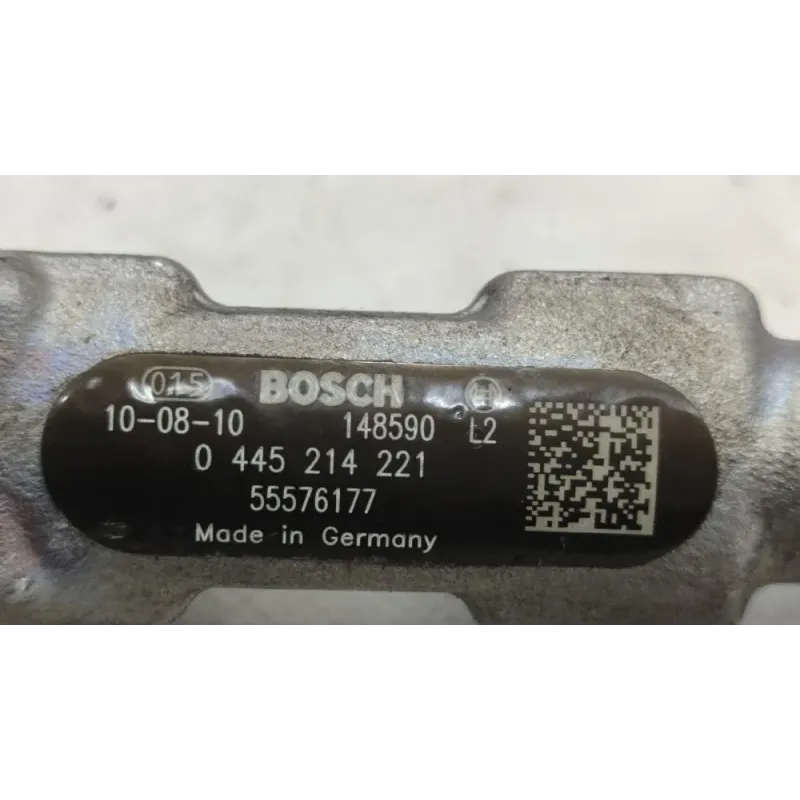 015 BOSCH H
10-08-10 148590 L2
0 445 214 221
55576177
Made in Germany